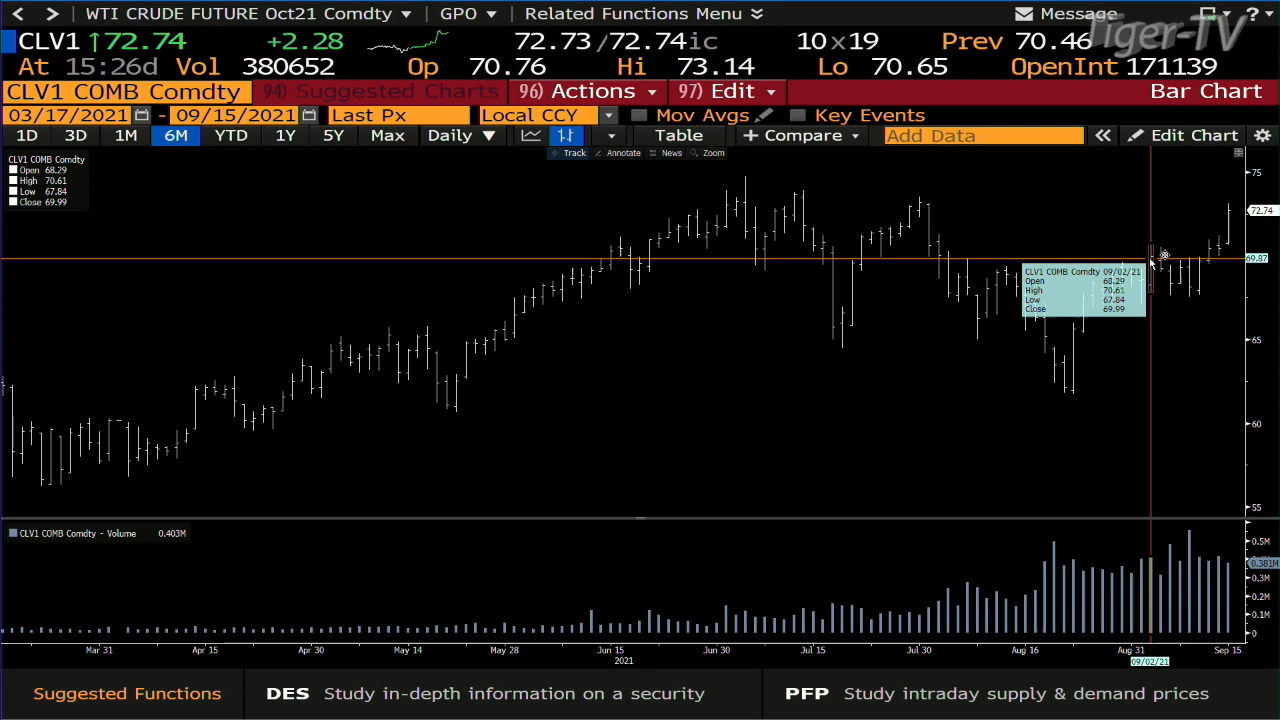 WTI CRUDE FUTURE Oct21 Comdty GPO Related Functions Menu Message ?
Tiger-TV
CLV1 ↑72.74 +2.28 72.73/72.74ic 10x19 Prev 70.46
At 15:26d Vol 380652 Op 70.76 Hi 73.14 Lo 70.65 OpenInt 171139
CLV1 COMB Comdty 94) Suggested Charts 96) Actions 97) Edit Bar Chart
03/17/2021 - 09/15/2021 Last Px Local CCY Mov Avgs Key Events
1D 3D 1M 6M YTD 1Y 5Y Max Daily ▼ Table + Compare Add Data « Edit Chart
Track Annotate News Zoom
CLV1 COMB Comdty
Open 68.29
High 70.61
Low 67.84
Close 69.99
75
72.74
69.87
CLV1 COMB Comdty 09/02/21
Open 68.29
High 70.61
Low 67.84
Close 69.99
65
60
55
CLV1 COMB Comdty - Volume 0.403M
0.5M
0.381M
0.3M
0.2M
0.1M
0
Mar 31 Apr 15 Apr 30 May 14 May 28 Jun 15 Jun 30 Jul 15 Jul 30 Aug 16 Aug 31 Sep 15
2021 09/02/21
Suggested Functions DES Study in-depth information on a security PFP Study intraday supply & demand prices